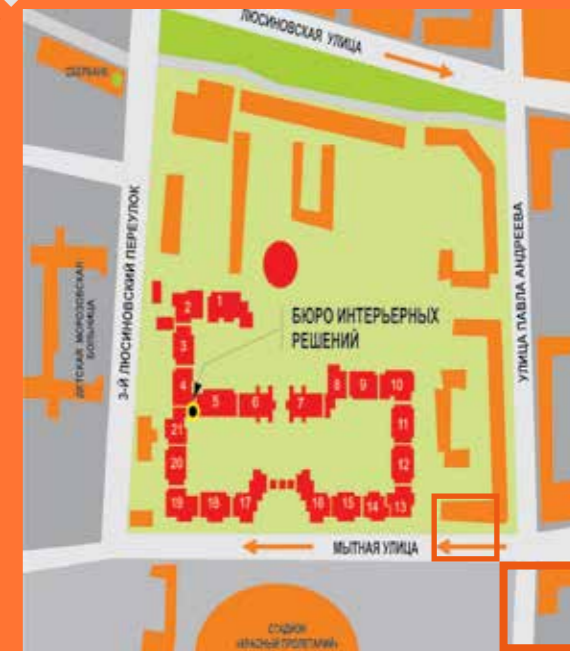 ЛЮСИНОВСКАЯ УЛИЦА
СБЕРБАНК
3-Й ЛЮСИНОВСКИЙ ПЕРЕУЛОК
УЛИЦА ПАВЛА АНДРЕЕВА
ДЕТСКАЯ МОРОЗОВСКАЯ
БОЛЬНИЦА
БЮРО ИНТЕРЬЕРНЫХ
РЕШЕНИЙ
2 1
3
4 5 6 7 8 9 10
21 11
20 12
19 18 17 16 15 14 13
МЫТНАЯ УЛИЦА
СТАДИОН
«КРАСНЫЙ ПРОЛЕТАРИЙ»